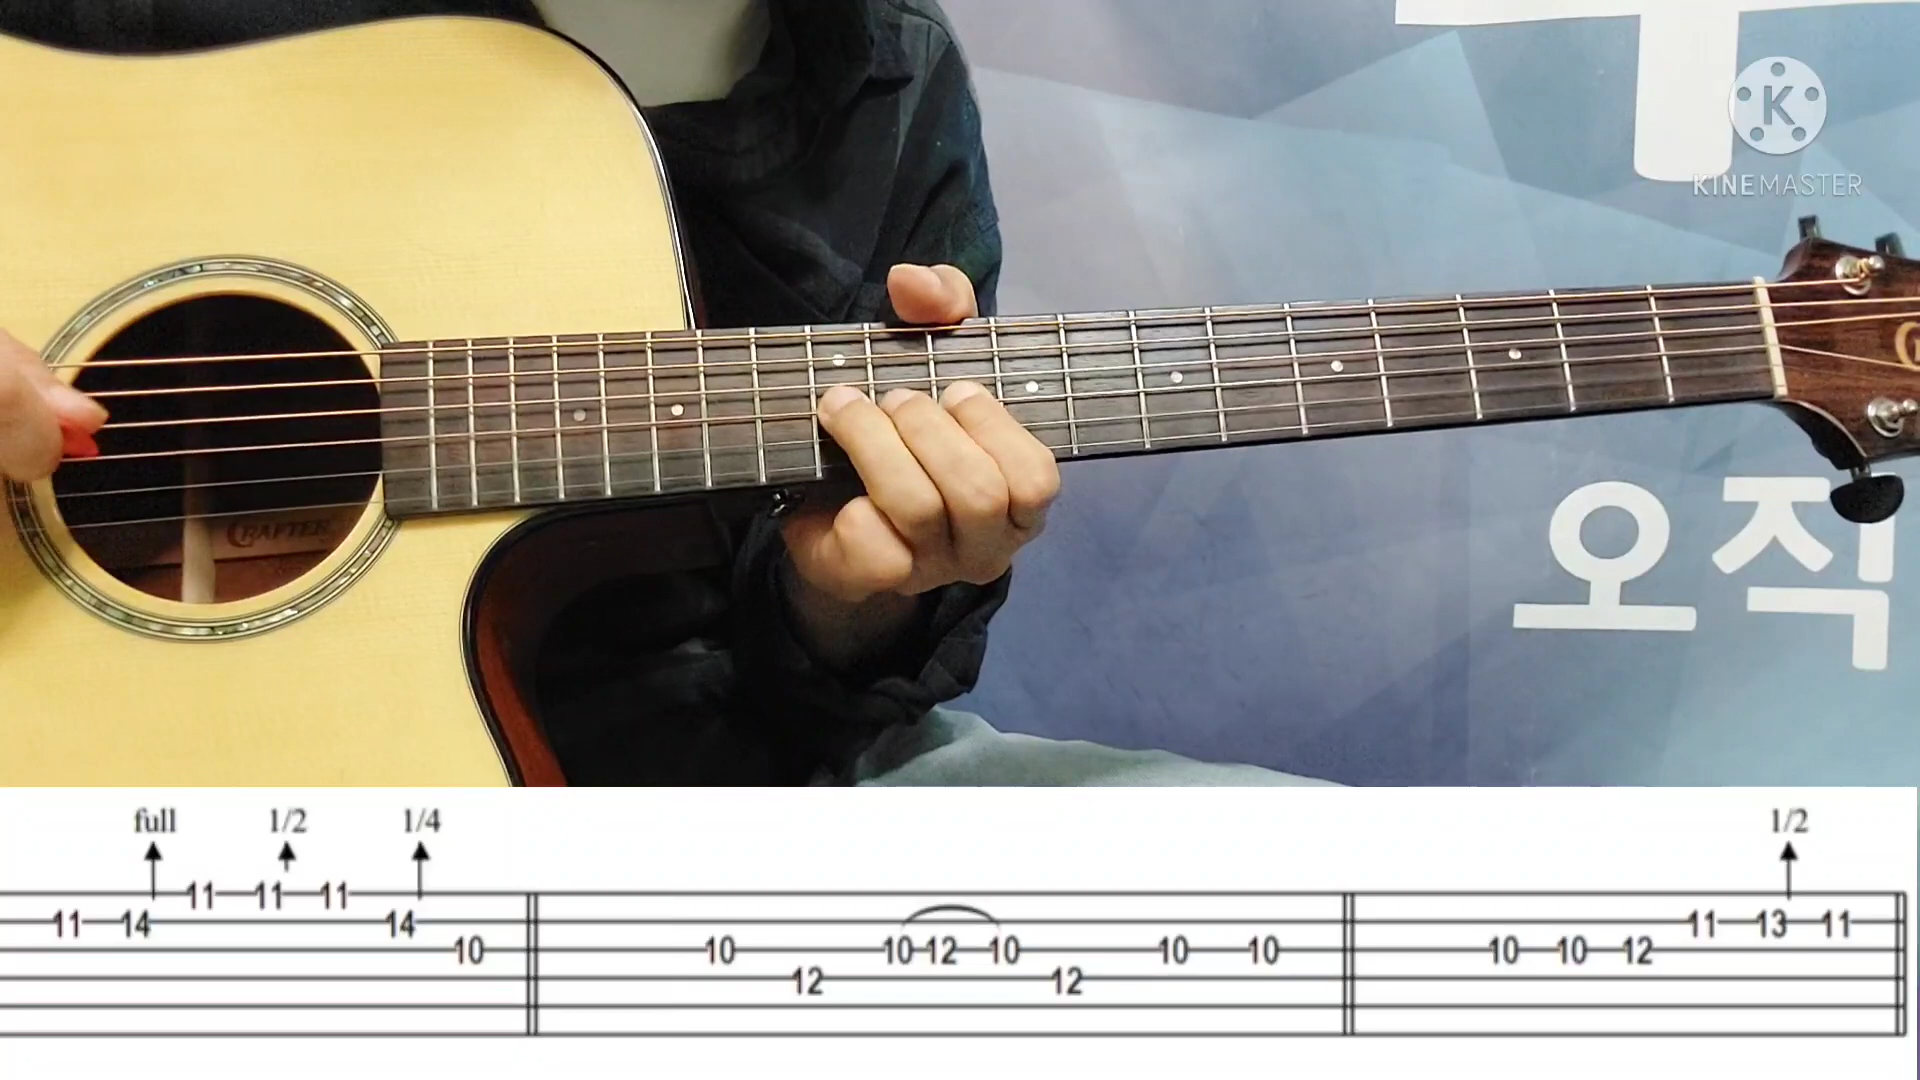 KINEMASTER
K
오직
CRAFTER
full 1/2 1/4 1/2
11 11 11
11 14 14 11 13 11
10 10 10 12 10 10 10 10 10 12
12 12